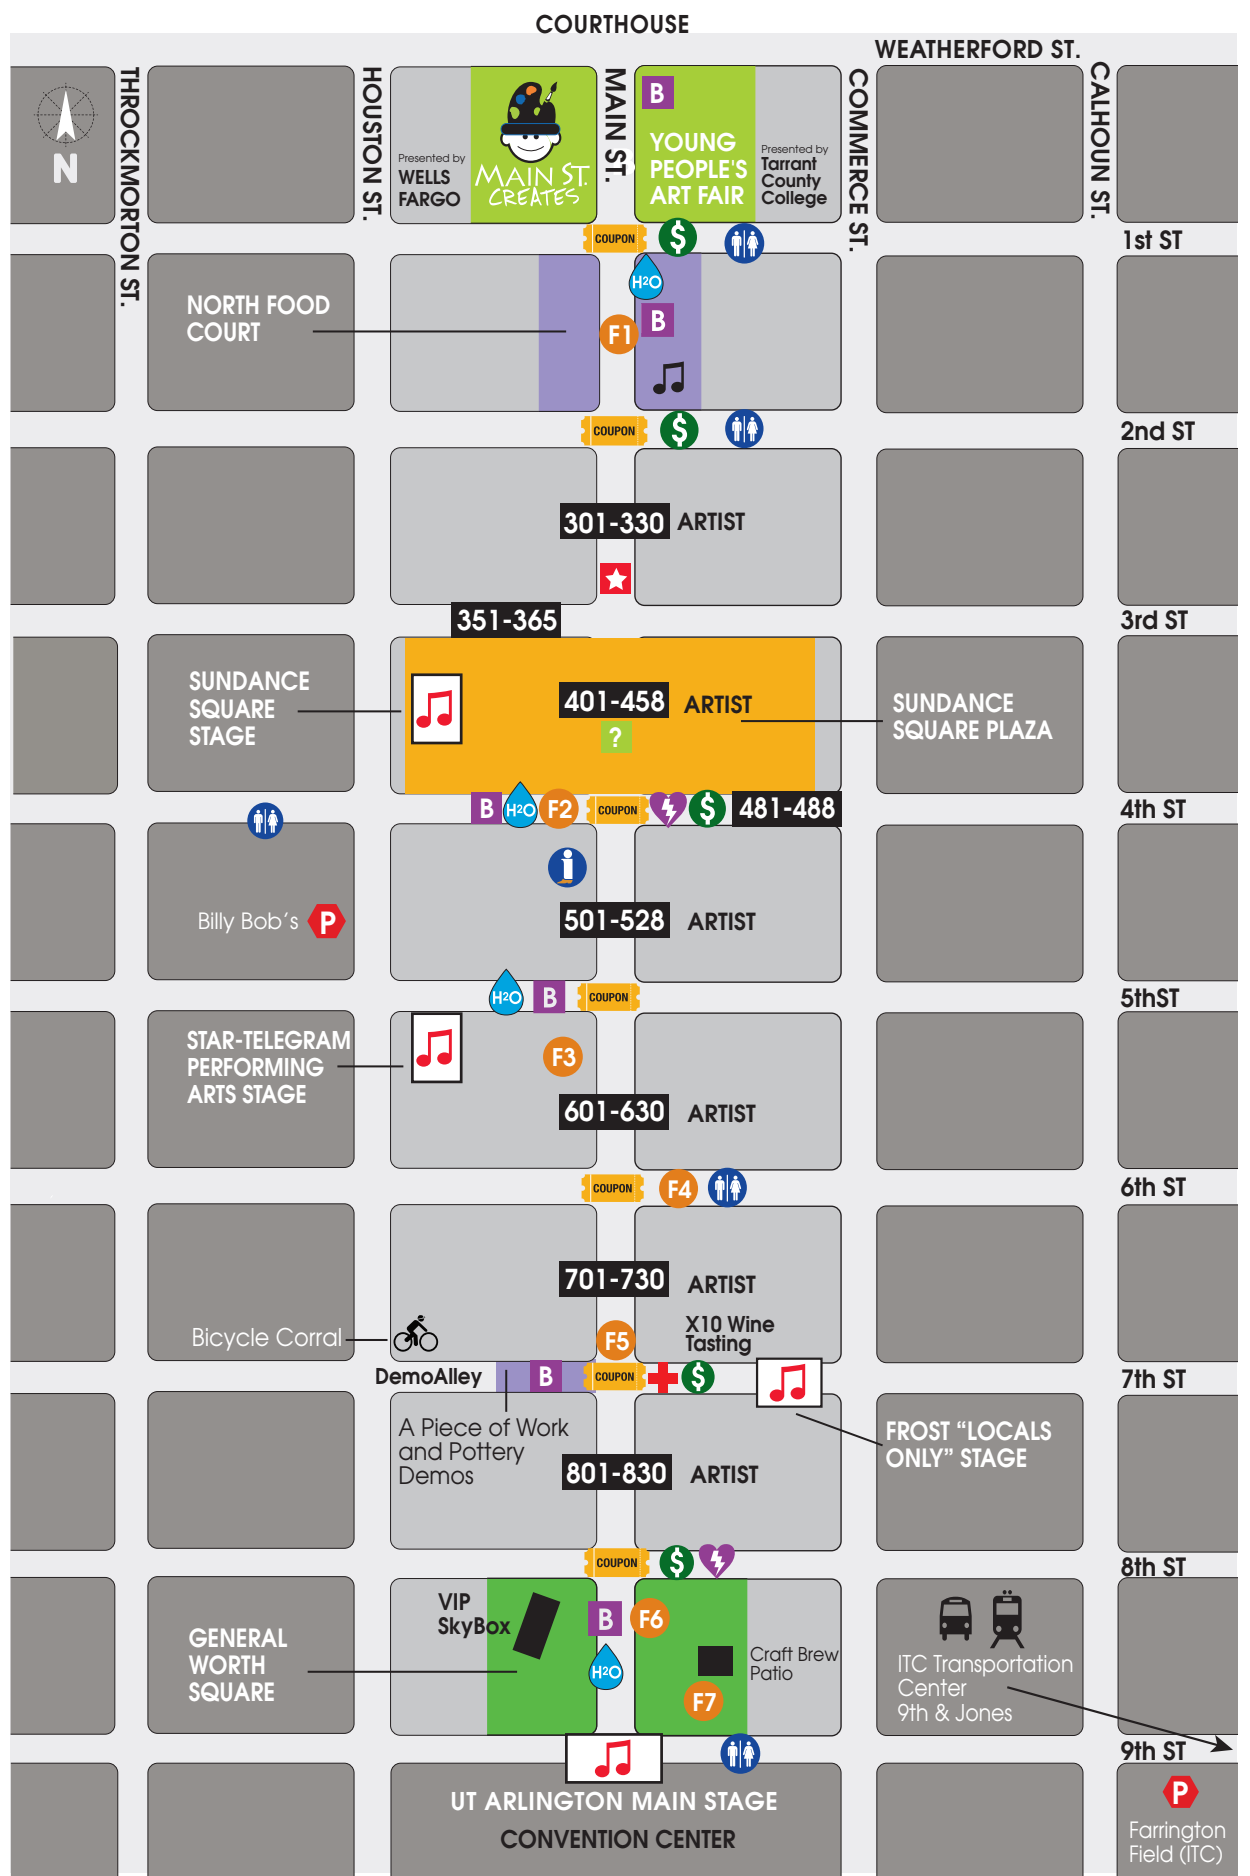 COURTHOUSE
WEATHERFORD ST.
THROCKMORTON ST.
HOUSTON ST.
MAIN ST.
COMMERCE ST.
CALHOUN ST.
N
Presented by
WELLS
FARGO
MAIN ST.
CREATES
B
YOUNG
PEOPLE'S
ART FAIR
Presented by
Tarrant
County
College
COUPON
$
1st ST
H2O
NORTH FOOD
COURT
F1
B
COUPON
$
2nd ST
301-330
ARTIST
351-365
3rd ST
SUNDANCE
SQUARE
STAGE
401-458
ARTIST
?
SUNDANCE
SQUARE PLAZA
B
H2O
F2
COUPON
$
481-488
4th ST
i
Billy Bob's
P
501-528
ARTIST
H2O
B
COUPON
5thST
STAR-TELEGRAM
PERFORMING
ARTS STAGE
F3
601-630
ARTIST
COUPON
F4
6th ST
701-730
ARTIST
Bicycle Corral
F5
X10 Wine
Tasting
DemoAlley
B
COUPON
$
7th ST
A Piece of Work
and Pottery
Demos
FROST “LOCALS
ONLY” STAGE
801-830
ARTIST
COUPON
$
8th ST
VIP
SkyBox
B
F6
GENERAL
WORTH
SQUARE
H2O
Craft Brew
Patio
F7
ITC Transportation
Center
9th & Jones
9th ST
UT ARLINGTON MAIN STAGE
CONVENTION CENTER
P
Farrington
Field (ITC)